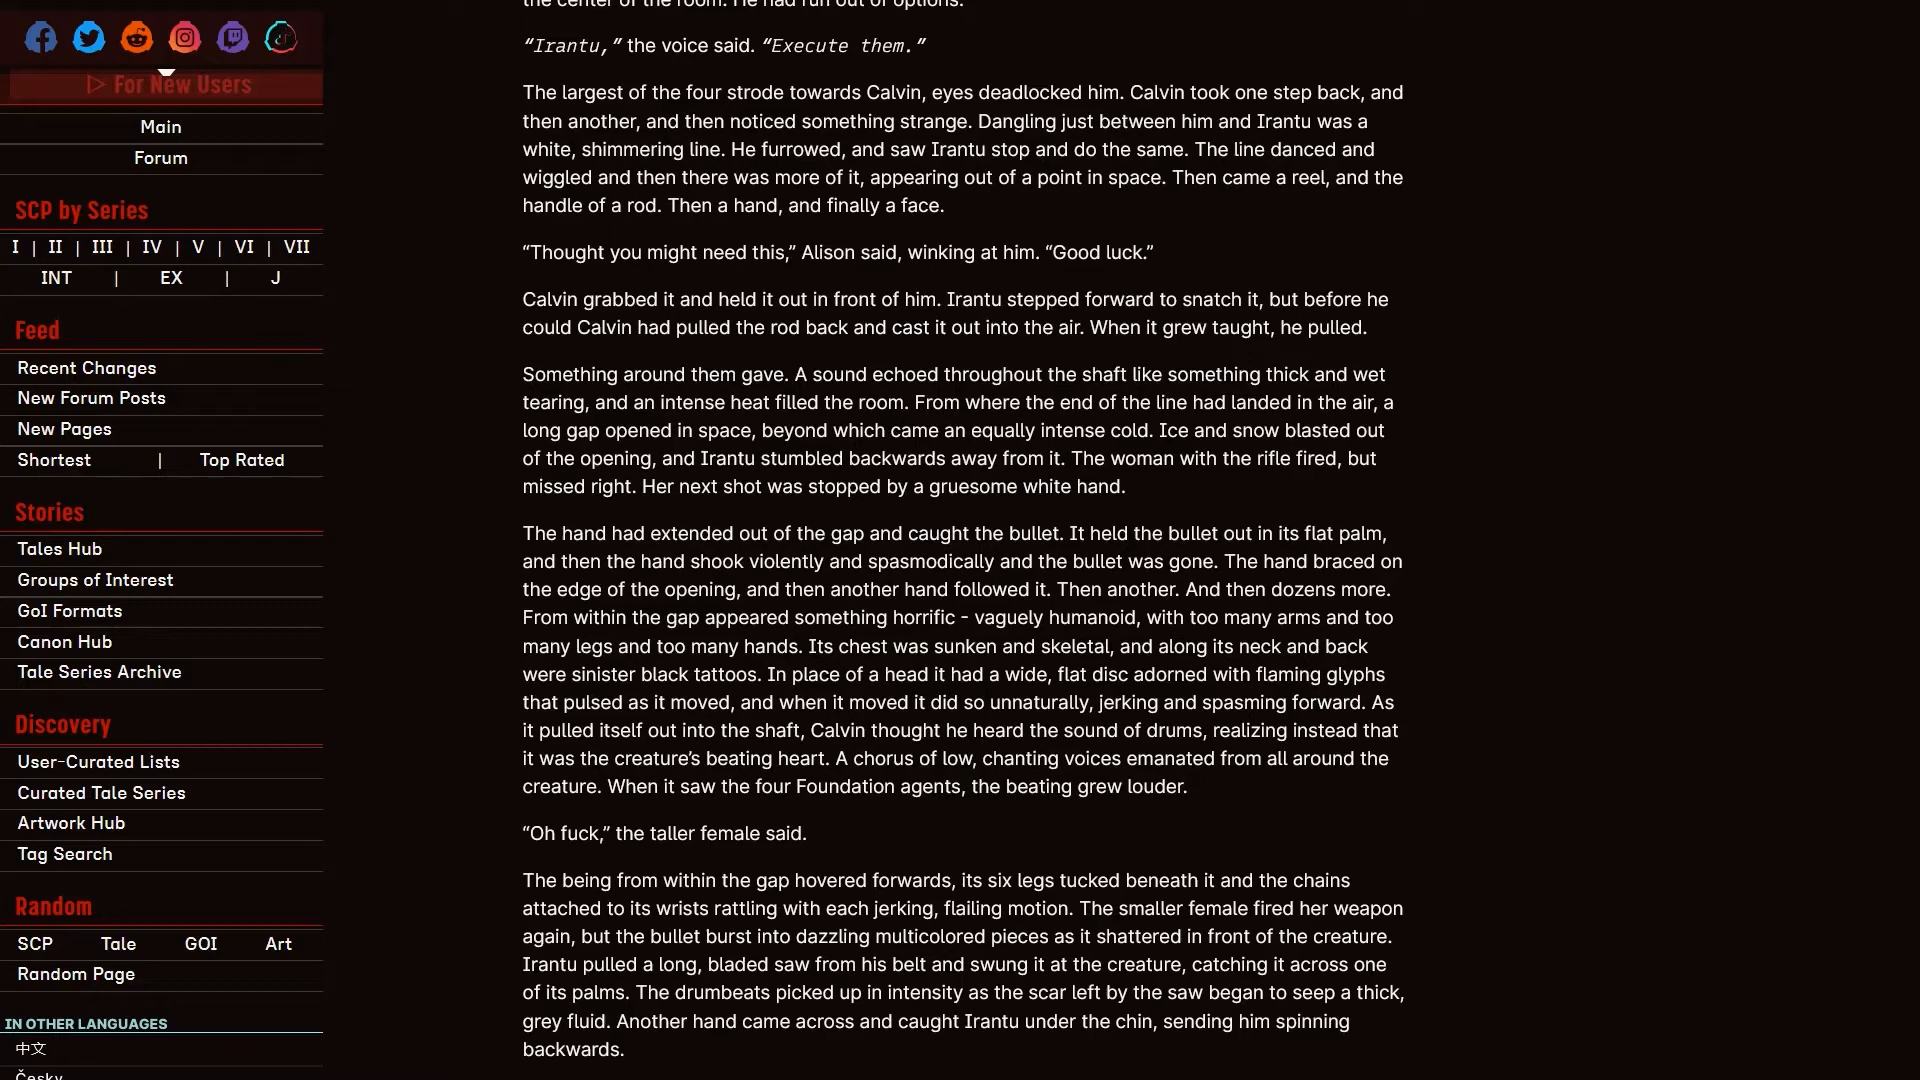 the center of the room. He had run out of options.
“Irantu,” the voice said. “Execute them.”
▷ For New Users
Main
Forum
SCP by Series
I | II | III | IV | V | VI | VII
INT | EX | J
Feed
Recent Changes
New Forum Posts
New Pages
Shortest | Top Rated
Stories
Tales Hub
Groups of Interest
GoI Formats
Canon Hub
Tale Series Archive
Discovery
User-Curated Lists
Curated Tale Series
Artwork Hub
Tag Search
Random
SCP Tale GOI Art
Random Page
IN OTHER LANGUAGES
中文
Česky
The largest of the four strode towards Calvin, eyes deadlocked him. Calvin took one step back, and
then another, and then noticed something strange. Dangling just between him and Irantu was a
white, shimmering line. He furrowed, and saw Irantu stop and do the same. The line danced and
wiggled and then there was more of it, appearing out of a point in space. Then came a reel, and the
handle of a rod. Then a hand, and finally a face.
“Thought you might need this,” Alison said, winking at him. “Good luck.”
Calvin grabbed it and held it out in front of him. Irantu stepped forward to snatch it, but before he
could Calvin had pulled the rod back and cast it out into the air. When it grew taught, he pulled.
Something around them gave. A sound echoed throughout the shaft like something thick and wet
tearing, and an intense heat filled the room. From where the end of the line had landed in the air, a
long gap opened in space, beyond which came an equally intense cold. Ice and snow blasted out
of the opening, and Irantu stumbled backwards away from it. The woman with the rifle fired, but
missed right. Her next shot was stopped by a gruesome white hand.
The hand had extended out of the gap and caught the bullet. It held the bullet out in its flat palm,
and then the hand shook violently and spasmodically and the bullet was gone. The hand braced on
the edge of the opening, and then another hand followed it. Then another. And then dozens more.
From within the gap appeared something horrific - vaguely humanoid, with too many arms and too
many legs and too many hands. Its chest was sunken and skeletal, and along its neck and back
were sinister black tattoos. In place of a head it had a wide, flat disc adorned with flaming glyphs
that pulsed as it moved, and when it moved it did so unnaturally, jerking and spasming forward. As
it pulled itself out into the shaft, Calvin thought he heard the sound of drums, realizing instead that
it was the creature’s beating heart. A chorus of low, chanting voices emanated from all around the
creature. When it saw the four Foundation agents, the beating grew louder.
“Oh fuck,” the taller female said.
The being from within the gap hovered forwards, its six legs tucked beneath it and the chains
attached to its wrists rattling with each jerking, flailing motion. The smaller female fired her weapon
again, but the bullet burst into dazzling multicolored pieces as it shattered in front of the creature.
Irantu pulled a long, bladed saw from his belt and swung it at the creature, catching it across one
of its palms. The drumbeats picked up in intensity as the scar left by the saw began to seep a thick,
grey fluid. Another hand came across and caught Irantu under the chin, sending him spinning
backwards.